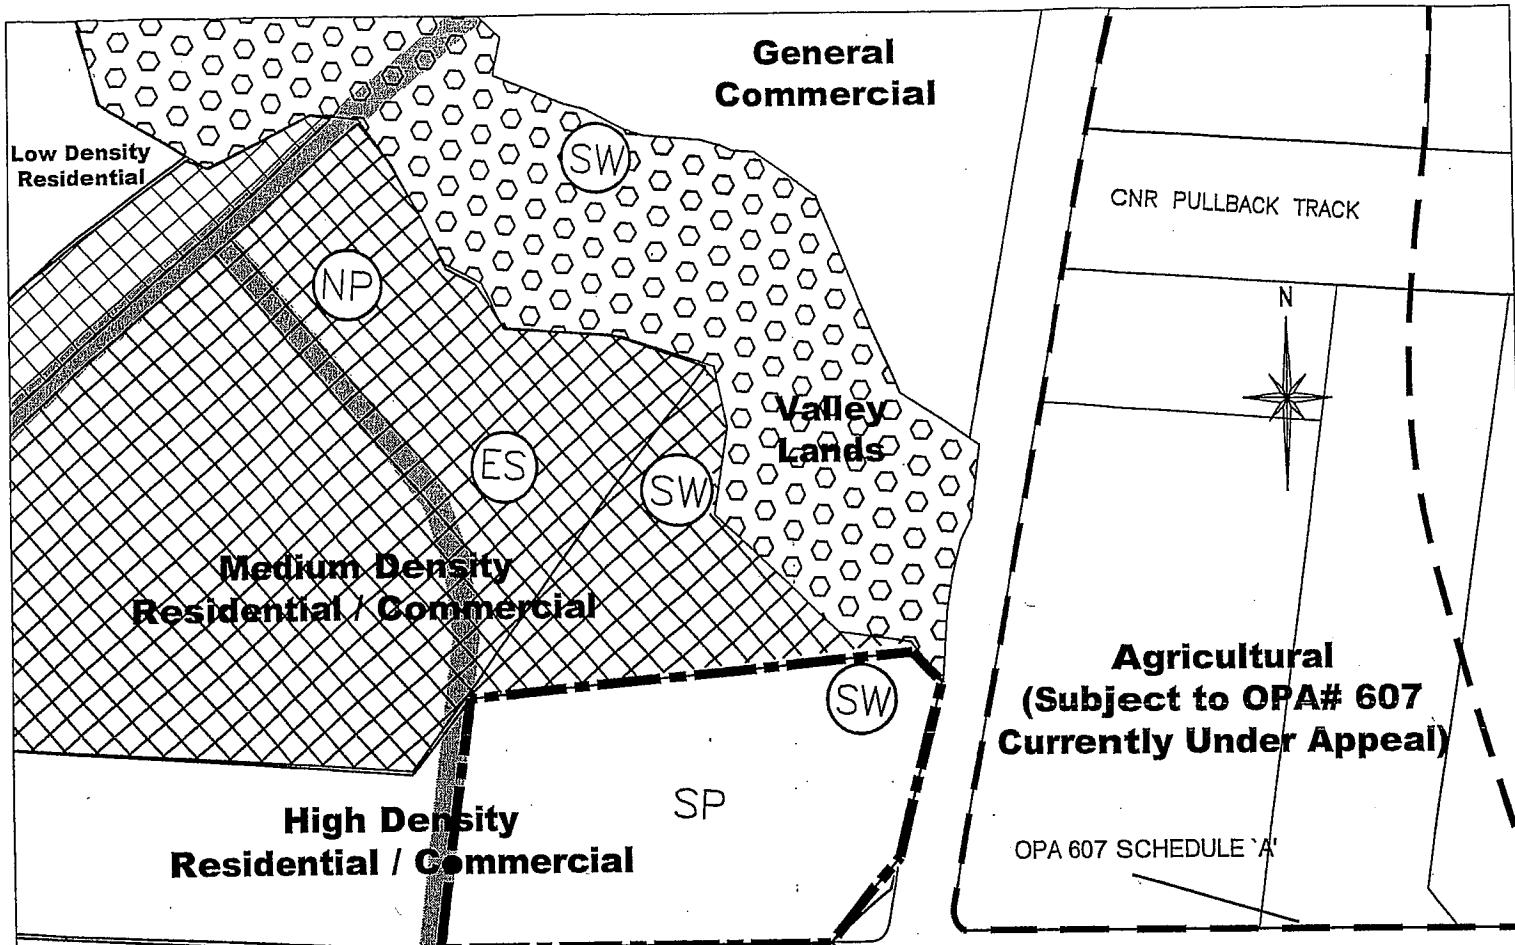 General
Commercial
SW
Low Density
Residential
CNR PULLBACK TRACK
NP
N
Valley
Lands
ES
SW
Medium Density
Residential / Commercial
Agricultural
(Subject to OPA# 607
Currently Under Appeal)
SW
SP
High Density
Residential / Commercial
OPA 607 SCHEDULE `A'